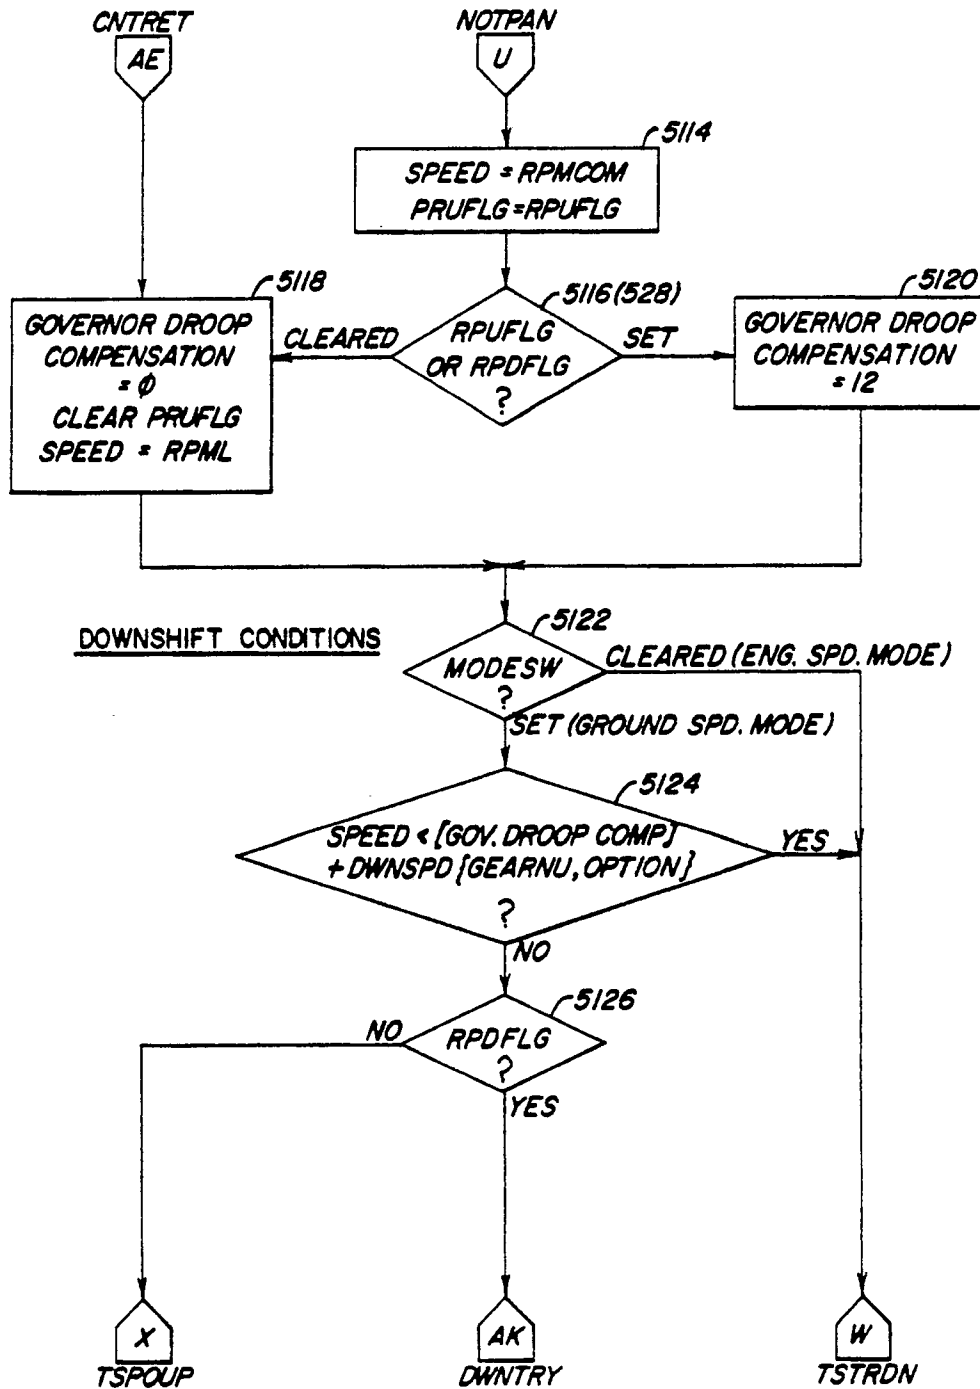 CNTRET
AE
NOTPAN
U
5114
SPEED = RPMCOM
PRUFLG=RPUFLG
5118
GOVERNOR DROOP
COMPENSATION
= φ
CLEAR PRUFLG
SPEED = RPML
CLEARED
5116(528)
RPUFLG
OR RPDFLG
?
SET
5120
GOVERNOR DROOP
COMPENSATION
= 12
DOWNSHIFT CONDITIONS
5122
MODESW
?
CLEARED (ENG. SPD. MODE)
SET (GROUND SPD. MODE)
5124
SPEED < [GOV. DROOP COMP]
+ DWNSPD [GEARNU, OPTION]
?
YES
NO
5126
RPDFLG
?
NO
YES
X
TSPOUP
AK
DWNTRY
W
TSTRDN